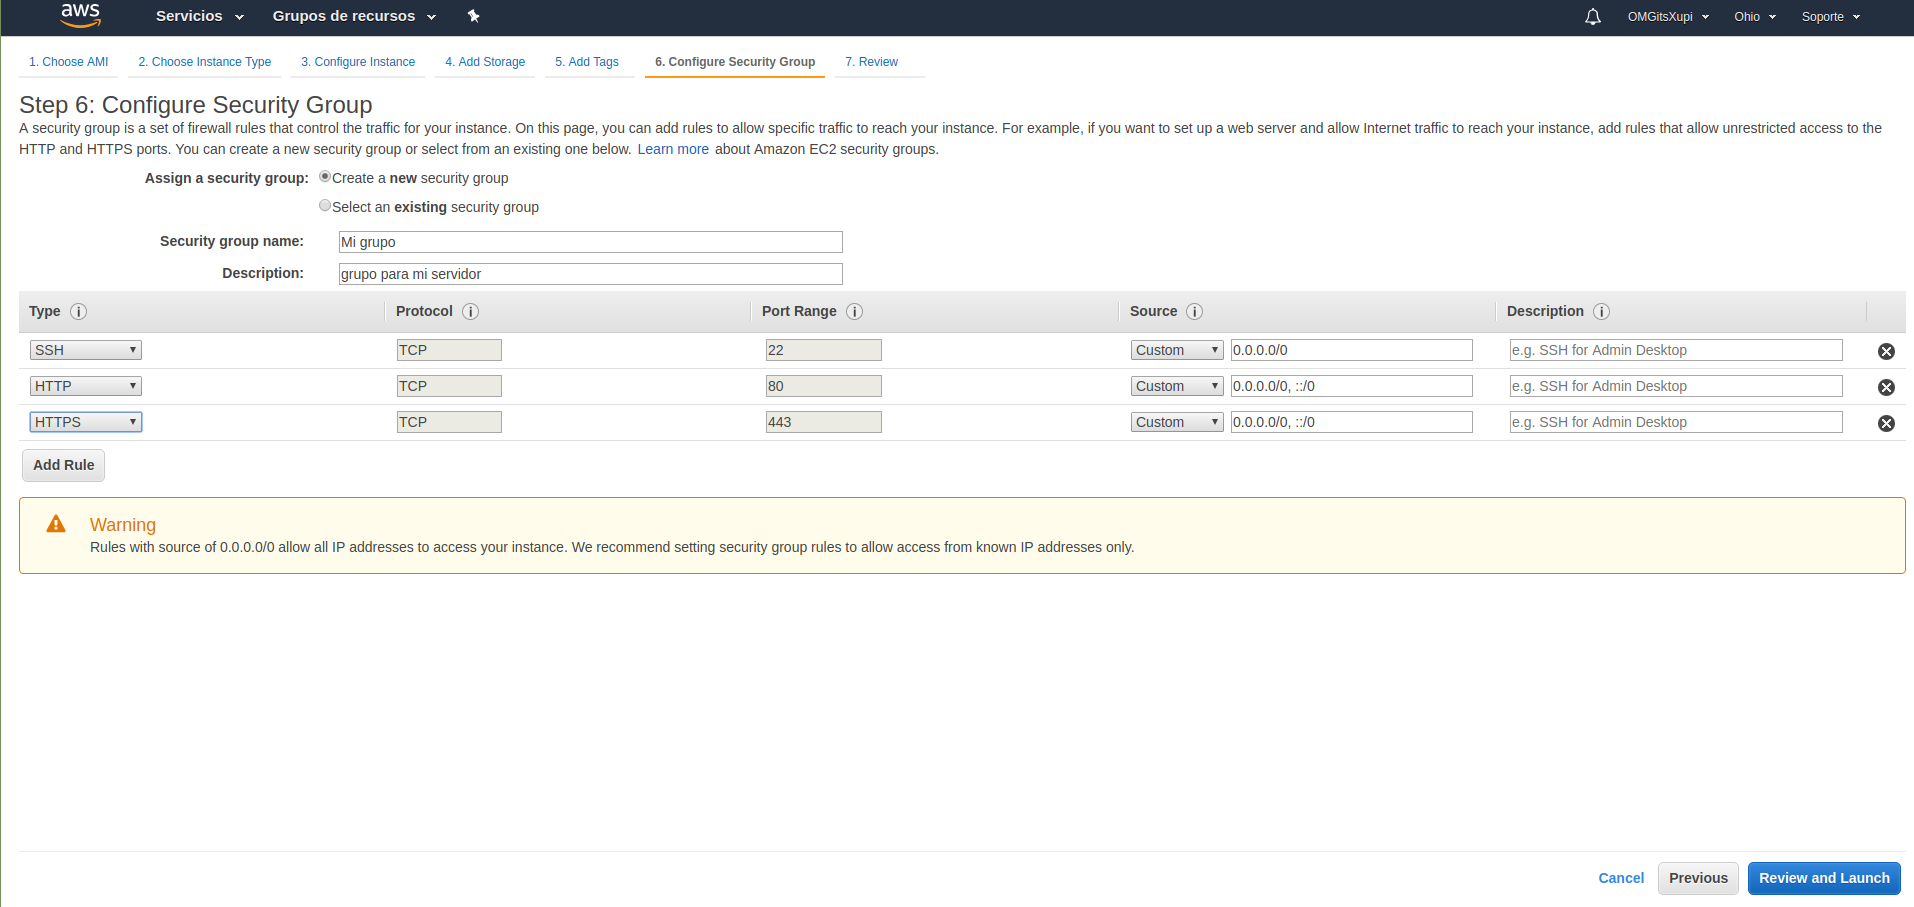 aws Servicios Grupos de recursos OMGitsXupi Ohio Soporte
1. Choose AMI 2. Choose Instance Type 3. Configure Instance 4. Add Storage 5. Add Tags 6. Configure Security Group 7. Review
Step 6: Configure Security Group
A security group is a set of firewall rules that control the traffic for your instance. On this page, you can add rules to allow specific traffic to reach your instance. For example, if you want to set up a web server and allow Internet traffic to reach your instance, add rules that allow unrestricted access to the
HTTP and HTTPS ports. You can create a new security group or select from an existing one below. Learn more about Amazon EC2 security groups.
Assign a security group: Create a new security group
Select an existing security group
Security group name: Mi grupo
Description: grupo para mi servidor
Type i Protocol i Port Range i Source i Description i
SSH TCP 22 Custom 0.0.0.0/0 e.g. SSH for Admin Desktop
HTTP TCP 80 Custom 0.0.0.0/0, ::/0 e.g. SSH for Admin Desktop
HTTPS TCP 443 Custom 0.0.0.0/0, ::/0 e.g. SSH for Admin Desktop
Add Rule
Warning
Rules with source of 0.0.0.0/0 allow all IP addresses to access your instance. We recommend setting security group rules to allow access from known IP addresses only.
Cancel Previous Review and Launch